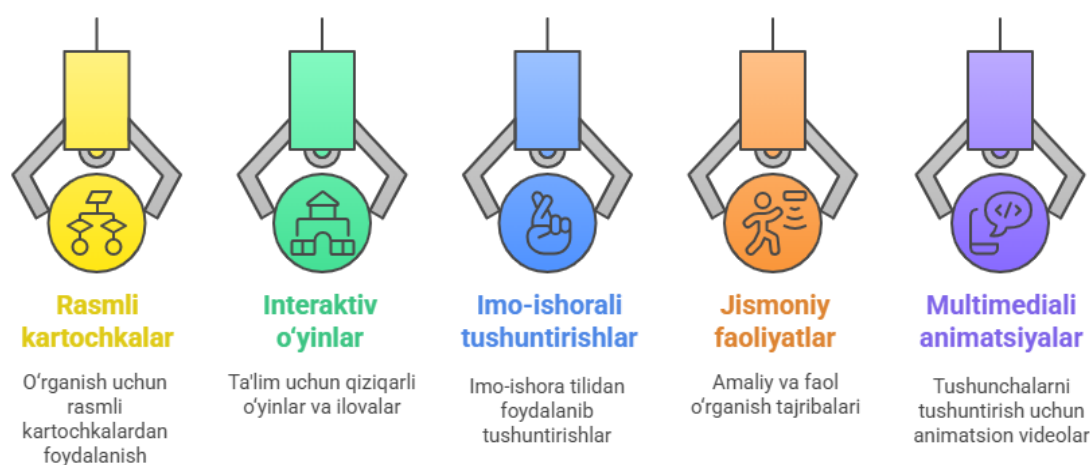 Rasmli
kartochkalar
O‘rganish uchun
rasmli
kartochkalardan
foydalanish
Interaktiv
o‘yinlar
Ta'lim uchun qiziqarli
o‘yinlar va ilovalar
Imo-ishorali
tushuntirishlar
Imo-ishora tilidan
foydalanib
tushuntirishlar
Jismoniy
faoliyatlar
Amaliy va faol
o‘rganish tajribalari
Multimediali
animatsiyalar
Tushunchalarni
tushuntirish uchun
animatsion videolar